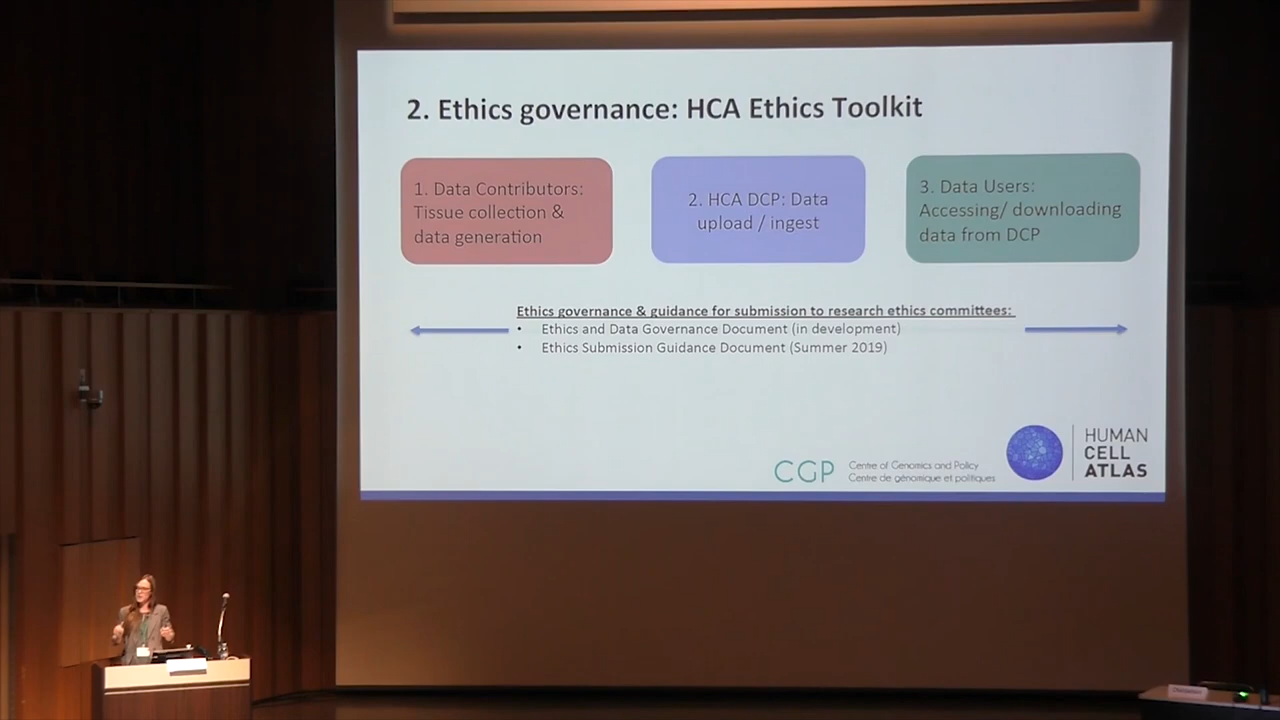 2. Ethics governance: HCA Ethics Toolkit
1. Data Contributors:
Tissue collection &
data generation
2. HCA DCP: Data
upload / ingest
3. Data Users:
Accessing/ downloading
data from DCP
Ethics governance & guidance for submission to research ethics committees:
• Ethics and Data Governance Document (in development)
• Ethics Submission Guidance Document (Summer 2019)
CGP
Centre of Genomics and Policy
Centre de génomique et politiques
HUMAN
CELL
ATLAS